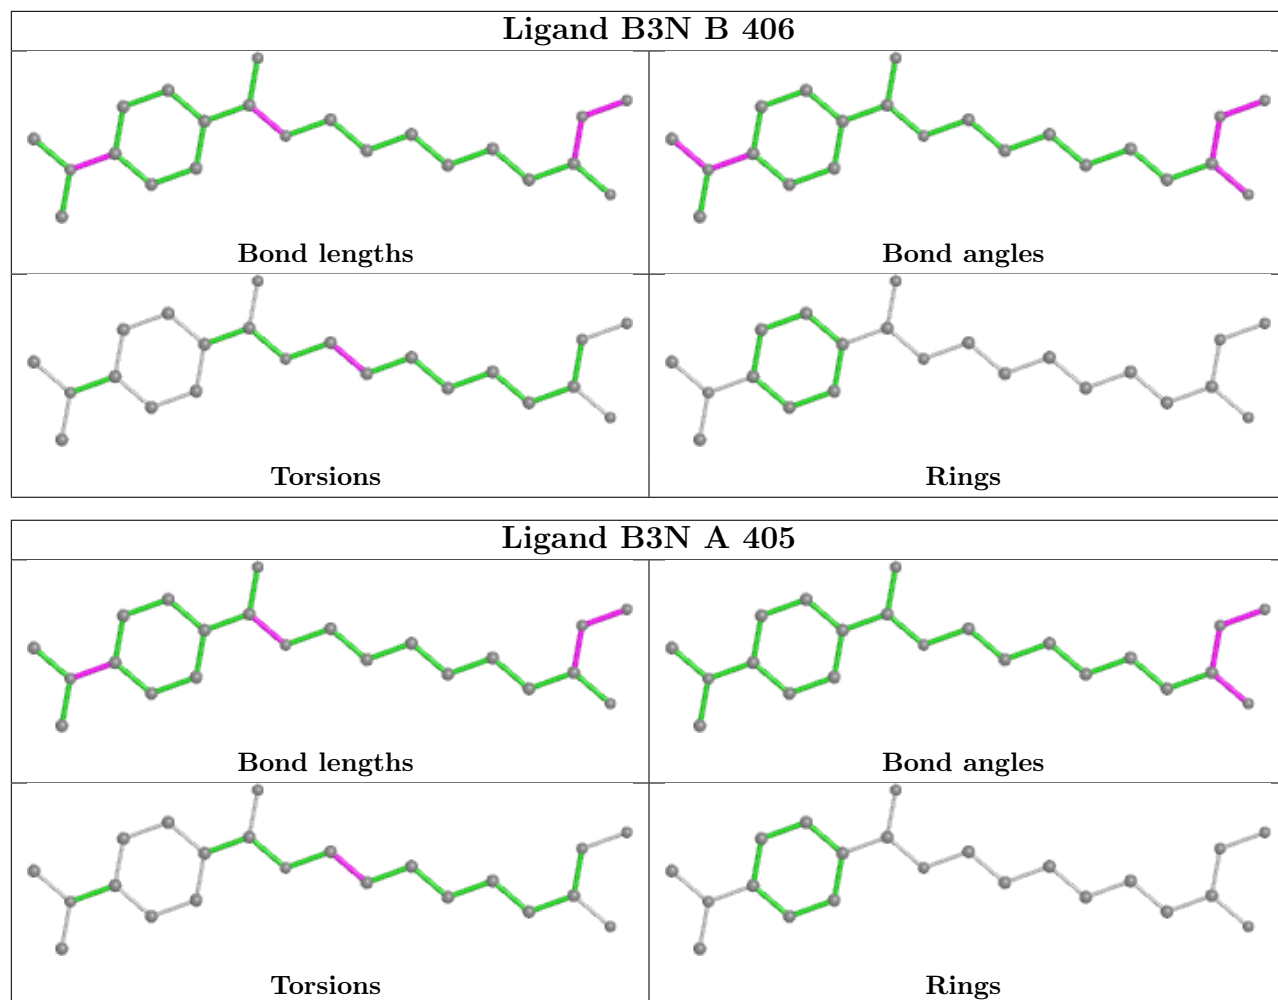 Ligand B3N B 406
Bond lengths
Bond angles
Torsions
Rings
Ligand B3N A 405
Bond lengths
Bond angles
Torsions
Rings